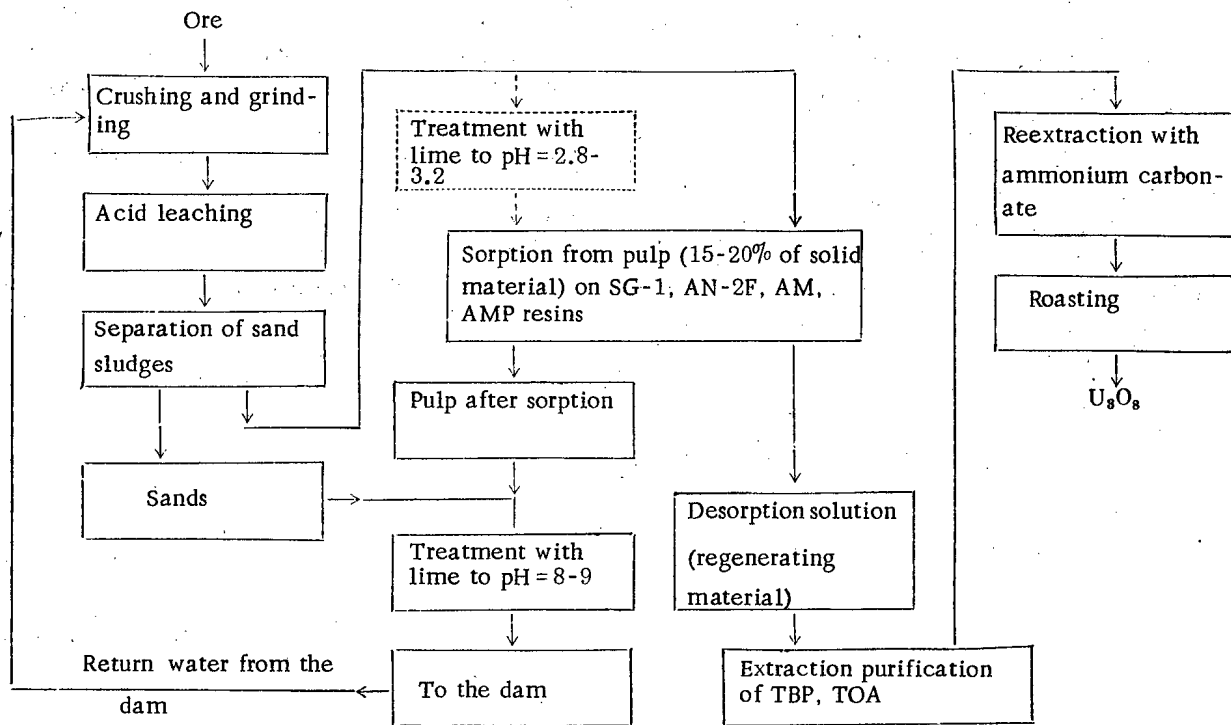 Ore
Crushing and grind-
ing
Acid leaching
Separation of sand
sludges
Sands
Return water from the
dam
Treatment with
lime to pH = 2.8-
3.2
Sorption from pulp (15-20% of solid
material) on SG-1, AN-2F, AM,
AMP resins
Pulp after sorption
Treatment with
lime to pH = 8-9
To the dam
Desorption solution
(regenerating
material)
Extraction purification
of TBP, TOA
Reextraction with
ammonium carbon-
ate
Roasting
U₃O₈